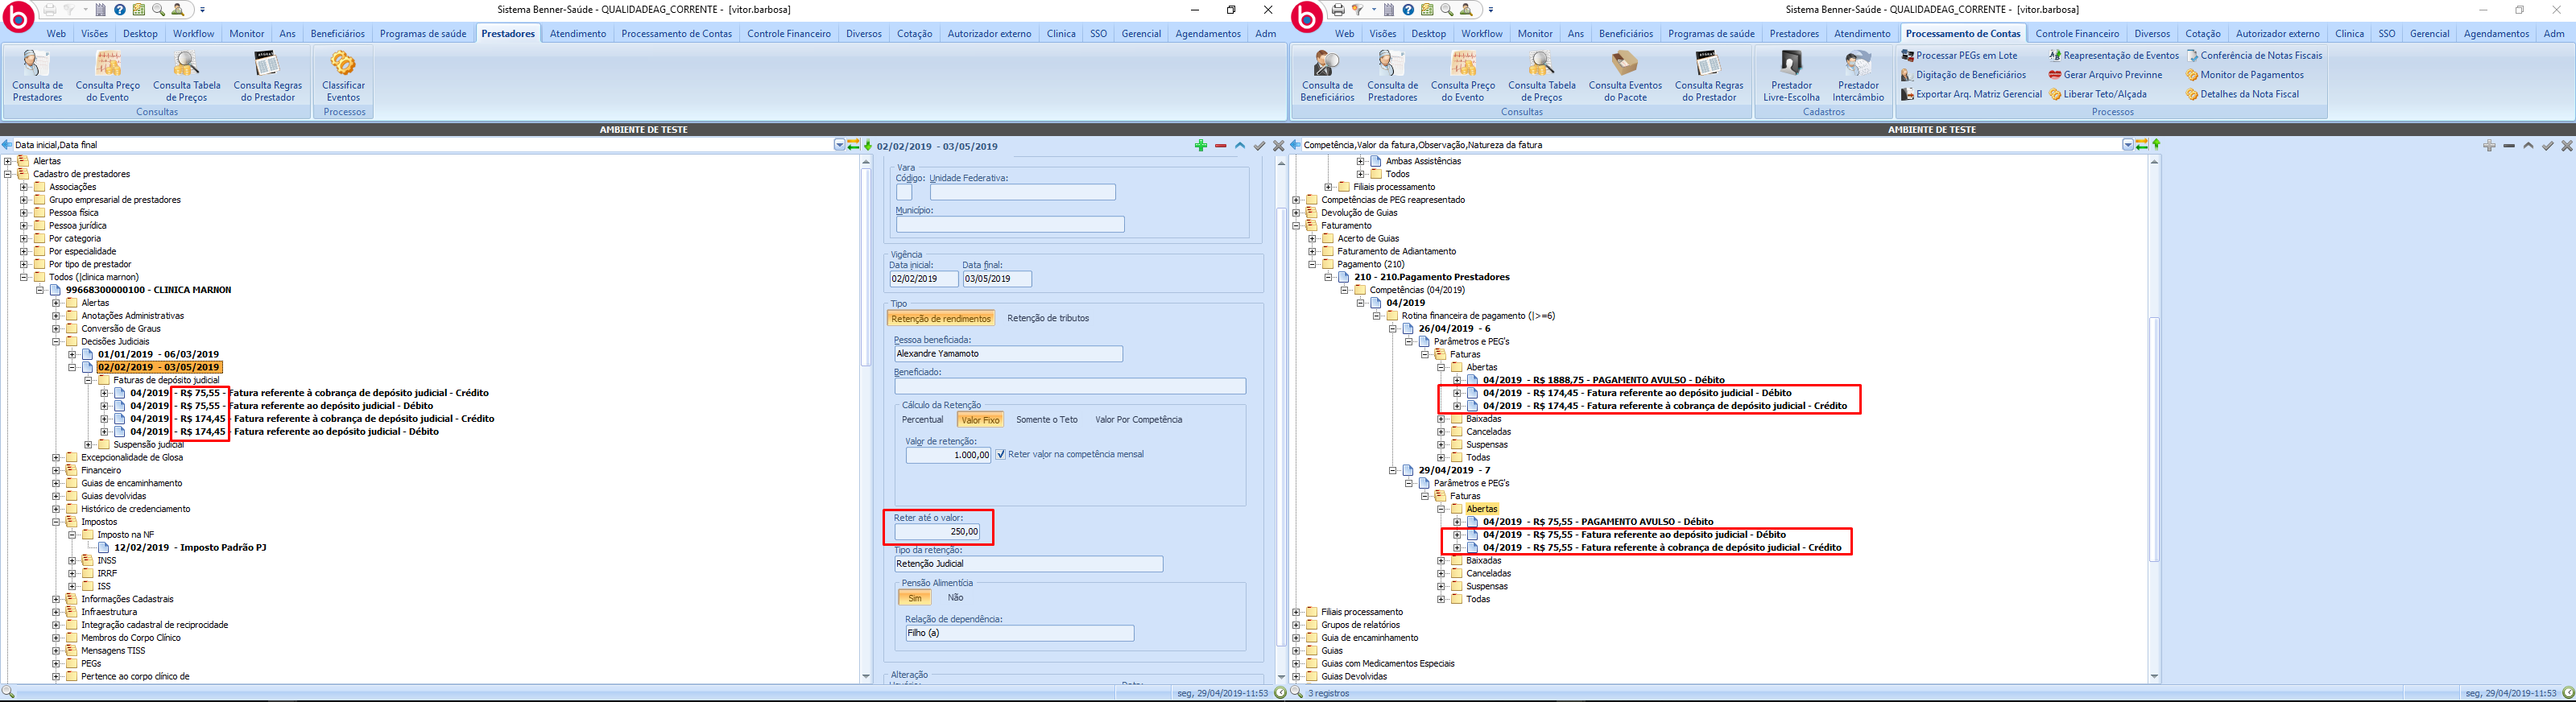 Sistema Benner-Saúde - QUALIDADEAG_CORRENTE - [vitor.barbosa]
Web Visões Desktop Workflow Monitor Ans Beneficiários Programas de saúde Prestadores Atendimento Processamento de Contas Controle Financeiro Diversos Cotação Autorizador externo Clinica SSO Gerencial Agendamentos Adm
Consulta de Prestadores
Consulta Preço do Evento
Consulta Tabela de Preços
Consulta Regras do Prestador
Classificar Eventos
Consultas
Processos
AMBIENTE DE TESTE
Data inicial,Data final
Alertas
Cadastro de prestadores
Associações
Grupo empresarial de prestadores
Pessoa física
Pessoa jurídica
Por categoria
Por especialidade
Por tipo de prestador
Todos (|clinica marnon)
99668300000100 - CLINICA MARNON
Alertas
Anotações Administrativas
Conversão de Graus
Decisões Judiciais
01/01/2019 - 06/03/2019
02/02/2019 - 03/05/2019
Faturas de depósito judicial
04/2019 - R$ 75,55 - Fatura referente à cobrança de depósito judicial - Crédito
04/2019 - R$ 75,55 - Fatura referente ao depósito judicial - Débito
04/2019 - R$ 174,45 - Fatura referente à cobrança de depósito judicial - Crédito
04/2019 - R$ 174,45 - Fatura referente ao depósito judicial - Débito
Suspensão judicial
Excepcionalidade de Glosa
Financeiro
Guias de encaminhamento
Guias devolvidas
Histórico de credenciamento
Impostos
Imposto na NF
12/02/2019 - Imposto Padrão PJ
INSS
IRRF
ISS
Informações Cadastrais
Infraestrutura
Integração cadastral de reciprocidade
Membros do Corpo Clínico
Mensagens TISS
PEGs
Pertence ao corpo clínico de
02/02/2019 - 03/05/2019
Vara
Código: Unidade Federativa:
Município:
Vigência
Data inicial: Data final:
02/02/2019 03/05/2019
Tipo
Retenção de rendimentos Retenção de tributos
Pessoa beneficiada:
Alexandre Yamamoto
Beneficiado:
Cálculo da Retenção
Percentual Valor Fixo Somente o Teto Valor Por Competência
Valor de retenção:
1.000,00 Reter valor na competência mensal
Reter até o valor:
250,00
Tipo da retenção:
Retenção Judicial
Pensão Alimentícia
Sim Não
Relação de dependência:
Filho (a)
Alteração
seg, 29/04/2019-11:53
Sistema Benner-Saúde - QUALIDADEAG_CORRENTE - [vitor.barbosa]
Web Visões Desktop Workflow Monitor Ans Beneficiários Programas de saúde Prestadores Atendimento Processamento de Contas Controle Financeiro Diversos Cotação Autorizador externo Clinica SSO Gerencial Agendamentos Adm
Consulta de Beneficiários
Consulta de Prestadores
Consulta Preço do Evento
Consulta Tabela de Preços
Consulta Eventos do Pacote
Consulta Regras do Prestador
Prestador Livre-Escolha
Prestador Intercâmbio
Processar PEGs em Lote Reapresentação de Eventos Conferência de Notas Fiscais
Digitação de Beneficiários Gerar Arquivo Previnne Monitor de Pagamentos
Exportar Arq. Matriz Gerencial Liberar Teto/Alçada Detalhes da Nota Fiscal
Consultas
Cadastros
Processos
AMBIENTE DE TESTE
Competência,Valor da fatura,Observação,Natureza da fatura
Ambas Assistências
Todos
Filiais processamento
Competências de PEG reapresentado
Devolução de Guias
Faturamento
Acerto de Guias
Faturamento de Adiantamento
Pagamento (210)
210 - 210.Pagamento Prestadores
Competências (04/2019)
04/2019
Rotina financeira de pagamento (|>=6)
26/04/2019 - 6
Parâmetros e PEG's
Faturas
Abertas
04/2019 - R$ 1888,75 - PAGAMENTO AVULSO - Débito
04/2019 - R$ 174,45 - Fatura referente ao depósito judicial - Débito
04/2019 - R$ 174,45 - Fatura referente à cobrança de depósito judicial - Crédito
Baixadas
Canceladas
Suspensas
Todas
29/04/2019 - 7
Parâmetros e PEG's
Faturas
Abertas
04/2019 - R$ 75,55 - PAGAMENTO AVULSO - Débito
04/2019 - R$ 75,55 - Fatura referente ao depósito judicial - Débito
04/2019 - R$ 75,55 - Fatura referente à cobrança de depósito judicial - Crédito
Baixadas
Canceladas
Suspensas
Todas
Filiais processamento
Grupos de relatórios
Guia de encaminhamento
Guias
Guias com Medicamentos Especiais
Guias Devolvidas
3 registros
seg, 29/04/2019-11:53